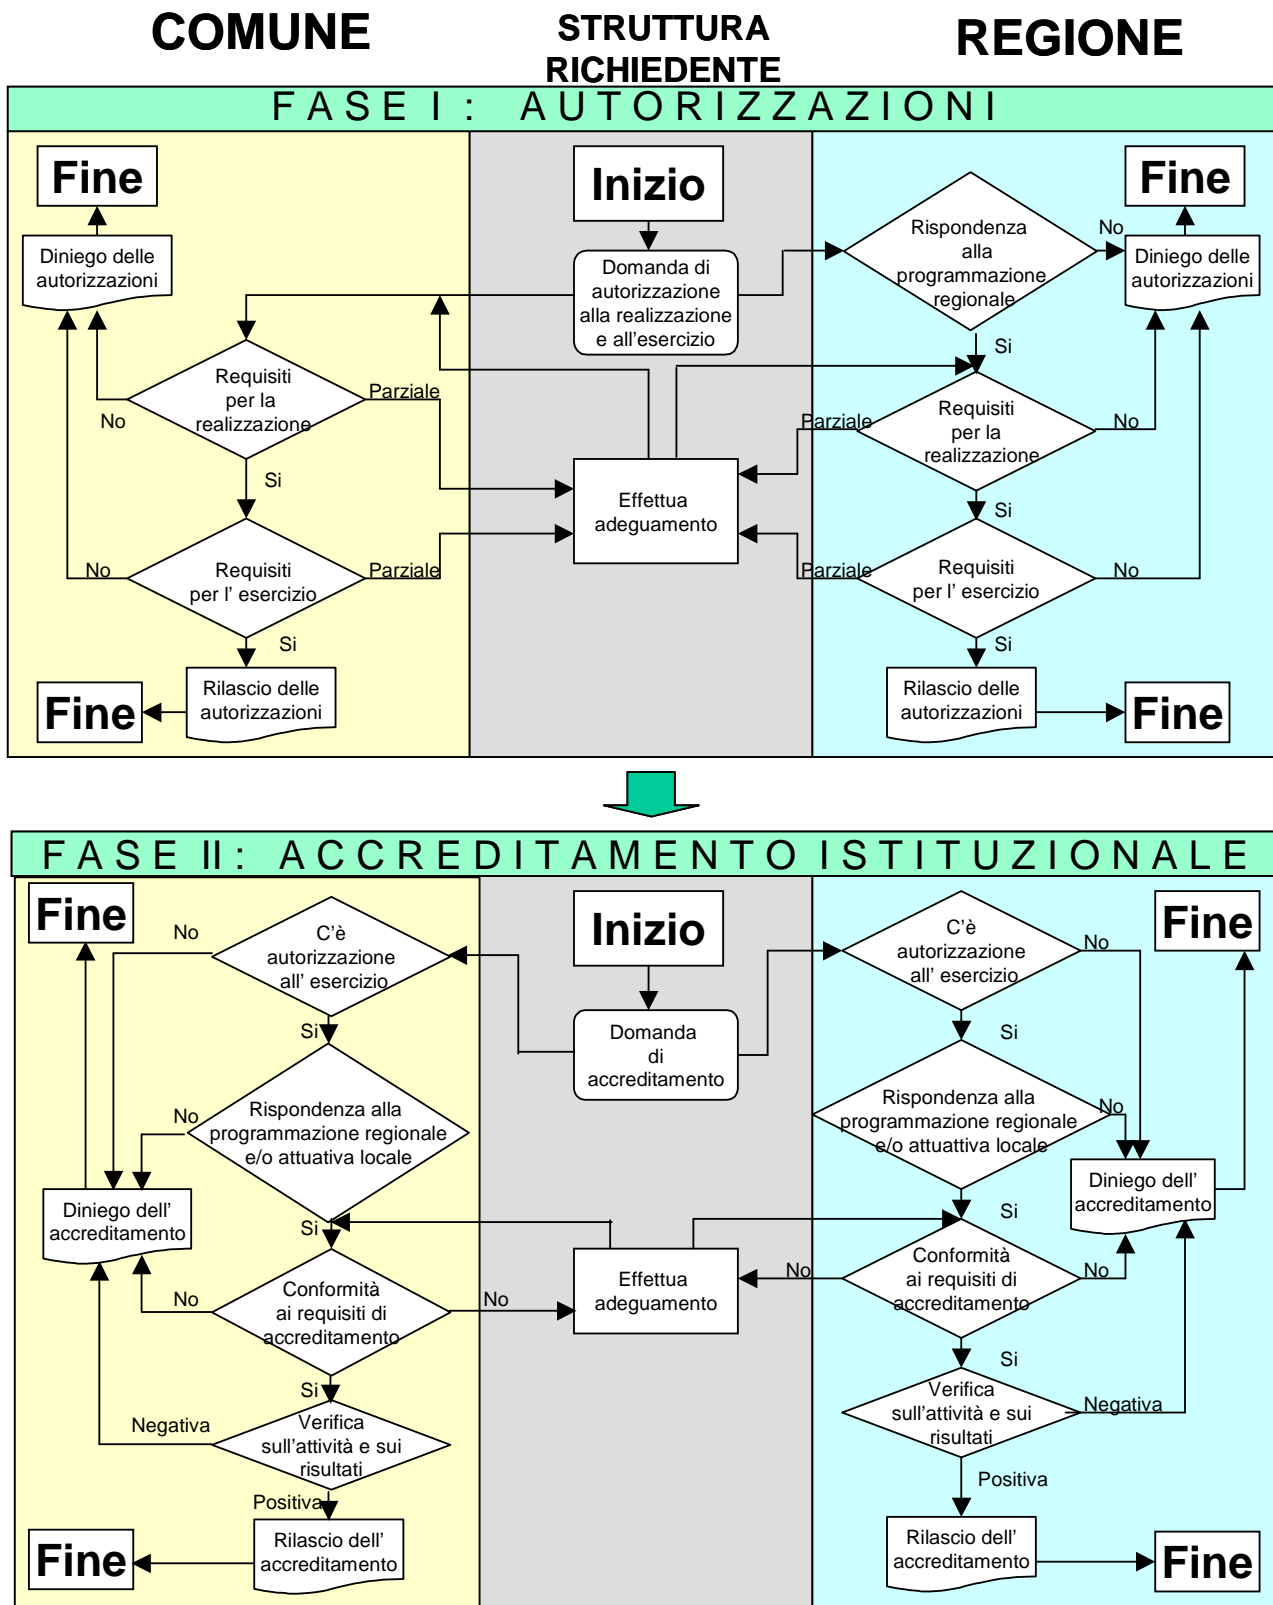 COMUNE
STRUTTURA
RICHIEDENTE
REGIONE
FASE I : AUTORIZZAZIONI
Fine
Diniego delle
autorizzazioni
Requisiti
per la
realizzazione
No
Parziale
Si
Requisiti
per l' esercizio
No
Parziale
Si
Rilascio delle
autorizzazioni
Fine
Inizio
Domanda di
autorizzazione
alla realizzazione
e all'esercizio
Effettua
adeguamento
Rispondenza
alla
programmazione
regionale
No
Fine
Diniego delle
autorizzazioni
Si
Requisiti
per la
realizzazione
Parziale
No
Si
Requisiti
per l' esercizio
Parziale
No
Si
Rilascio delle
autorizzazioni
Fine
FASE II : ACCREDITAMENTO ISTITUZIONALE
Fine
No
C'è
autorizzazione
all' esercizio
Si
No
Rispondenza alla
programmazione regionale
e/o attuativa locale
Diniego dell'
accreditamento
Si
No
Conformità
ai requisiti di
accreditamento
No
Si
Negativa
Verifica
sull'attività e sui
risultati
Positiva
Rilascio dell'
accreditamento
Fine
Inizio
Domanda
di
accreditamento
Effettua
adeguamento
C'è
autorizzazione
all' esercizio
No
Fine
Si
Rispondenza alla
programmazione regionale
e/o attuattiva locale
No
Diniego dell'
accreditamento
Si
No
Conformità
ai requisiti di
accreditamento
No
Si
Verifica
sull'attività e sui
risultati
Negativa
Positiva
Rilascio dell'
accreditamento
Fine